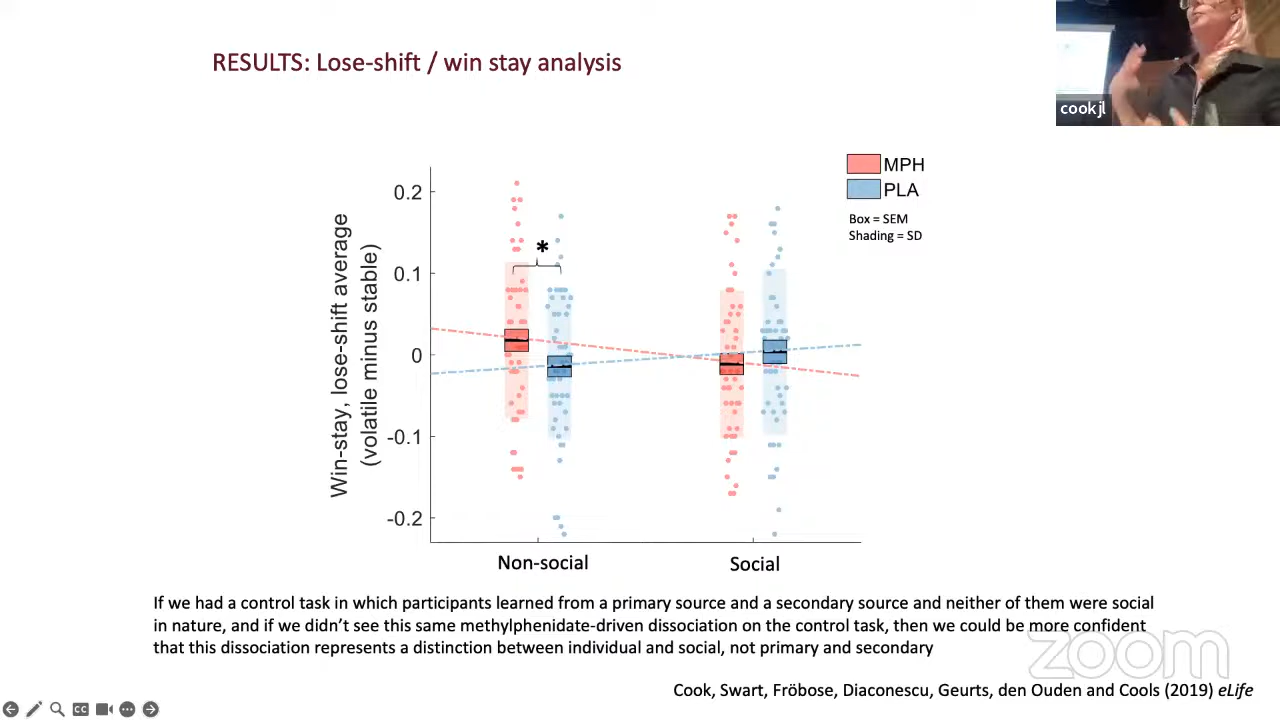 RESULTS: Lose-shift / win stay analysis
cookjl
MPH
PLA
Box = SEM
Shading = SD
Win-stay, lose-shift average
(volatile minus stable)
0.2
0.1
0
-0.1
-0.2
*
Non-social
Social
If we had a control task in which participants learned from a primary source and a secondary source and neither of them were social
in nature, and if we didn’t see this same methylphenidate-driven dissociation on the control task, then we could be more confident
that this dissociation represents a distinction between individual and social, not primary and secondary
zoom
Cook, Swart, Fröbose, Diaconescu, Geurts, den Ouden and Cools (2019) eLife
CC